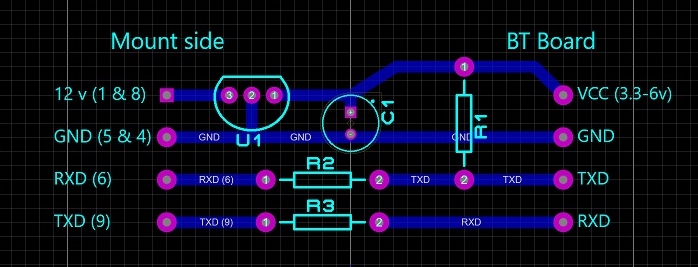 Mount side BT Board
12 v (1 & 8) 3 2 1 1 VCC (3.3-6v)
C1
GND (5 & 4) GND GND GND GND
U1 R1
R2
RXD (6) RXD (6) 1 2 TXD 2 TXD TXD
R3
TXD (9) TXD (9) 1 2 RXD RXD